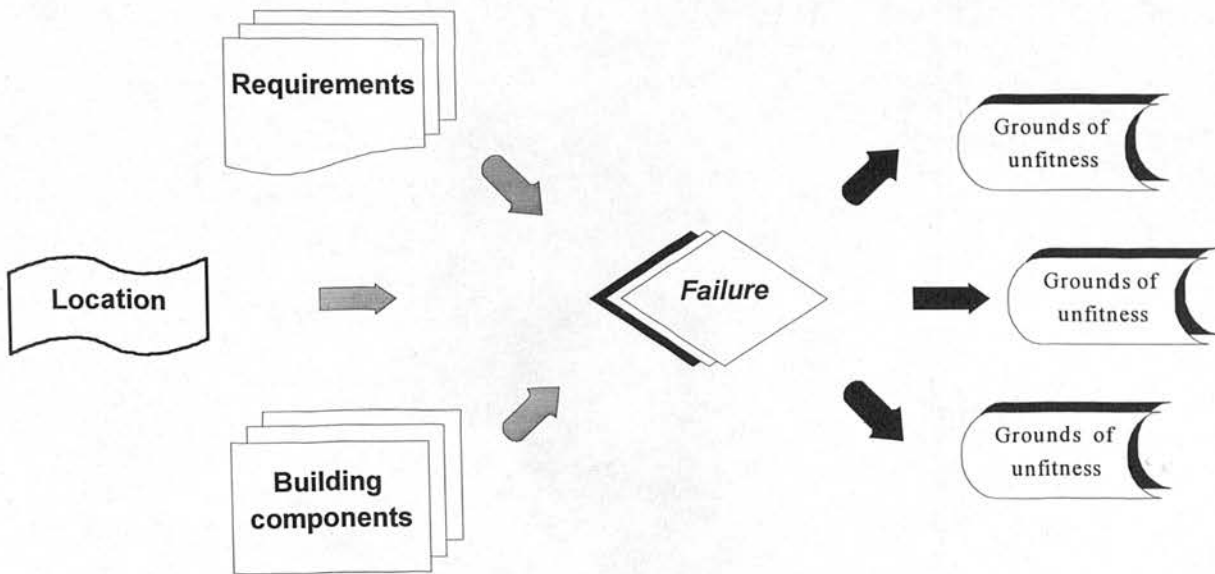 Requirements
Location
Building
components
Failure
Grounds of
unfitness
Grounds of
unfitness
Grounds of
unfitness